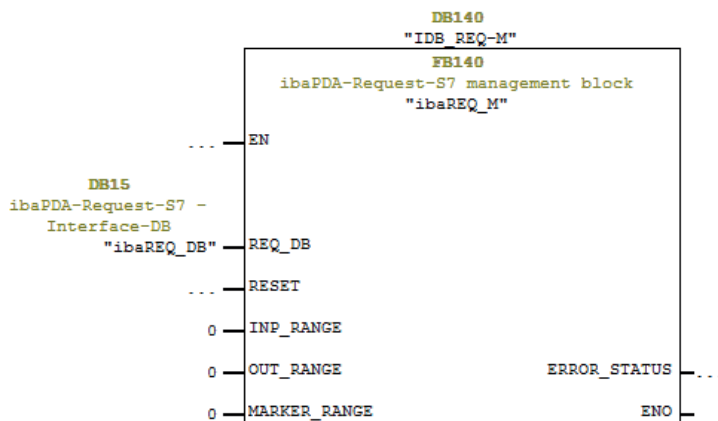 DB140
"IDB_REQ-M"
FB140
ibaPDA-Request-S7 management block
"ibaREQ_M"
... EN
DB15
ibaPDA-Request-S7 -
Interface-DB
"ibaREQ_DB" REQ_DB
... RESET
0 INP_RANGE
0 OUT_RANGE ERROR_STATUS ..
0 MARKER_RANGE ENO